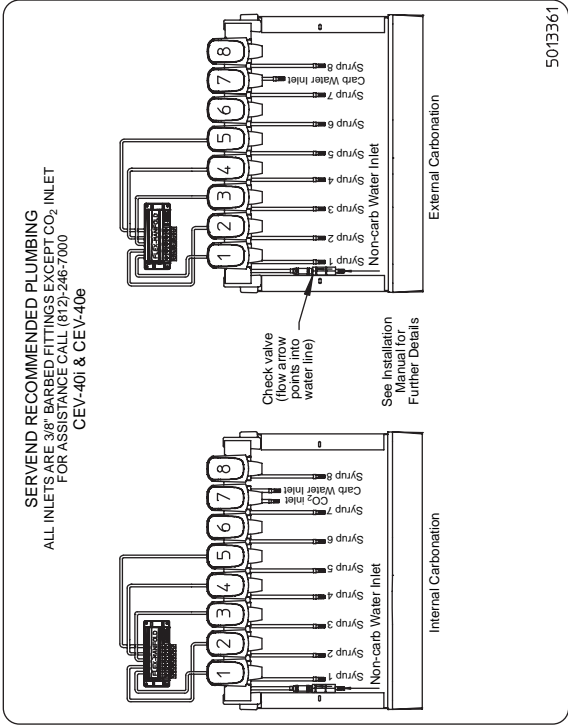 SERVEND RECOMMENDED PLUMBING
ALL INLETS ARE 3/8" BARBED FITTINGS EXCEPT CO2 INLET
FOR ASSISTANCE CALL (812)-246-7000
CEV-40i & CEV-40e
1
2
3
4
5
6
7
8
Syrup 1
Syrup 2
Syrup 3
Syrup 4
Syrup 5
Syrup 6
Syrup 7
CO2 inlet
Carb Water Inlet
Syrup 8
Non-carb Water Inlet
Internal Carbonation
Check valve
(flow arrow
points into
water line)
See Installation
Manual for
Further Details
1
2
3
4
5
6
7
8
Syrup 1
Syrup 2
Syrup 3
Syrup 4
Syrup 5
Syrup 6
Syrup 7
Carb Water Inlet
Syrup 8
Non-carb Water Inlet
External Carbonation
5013361